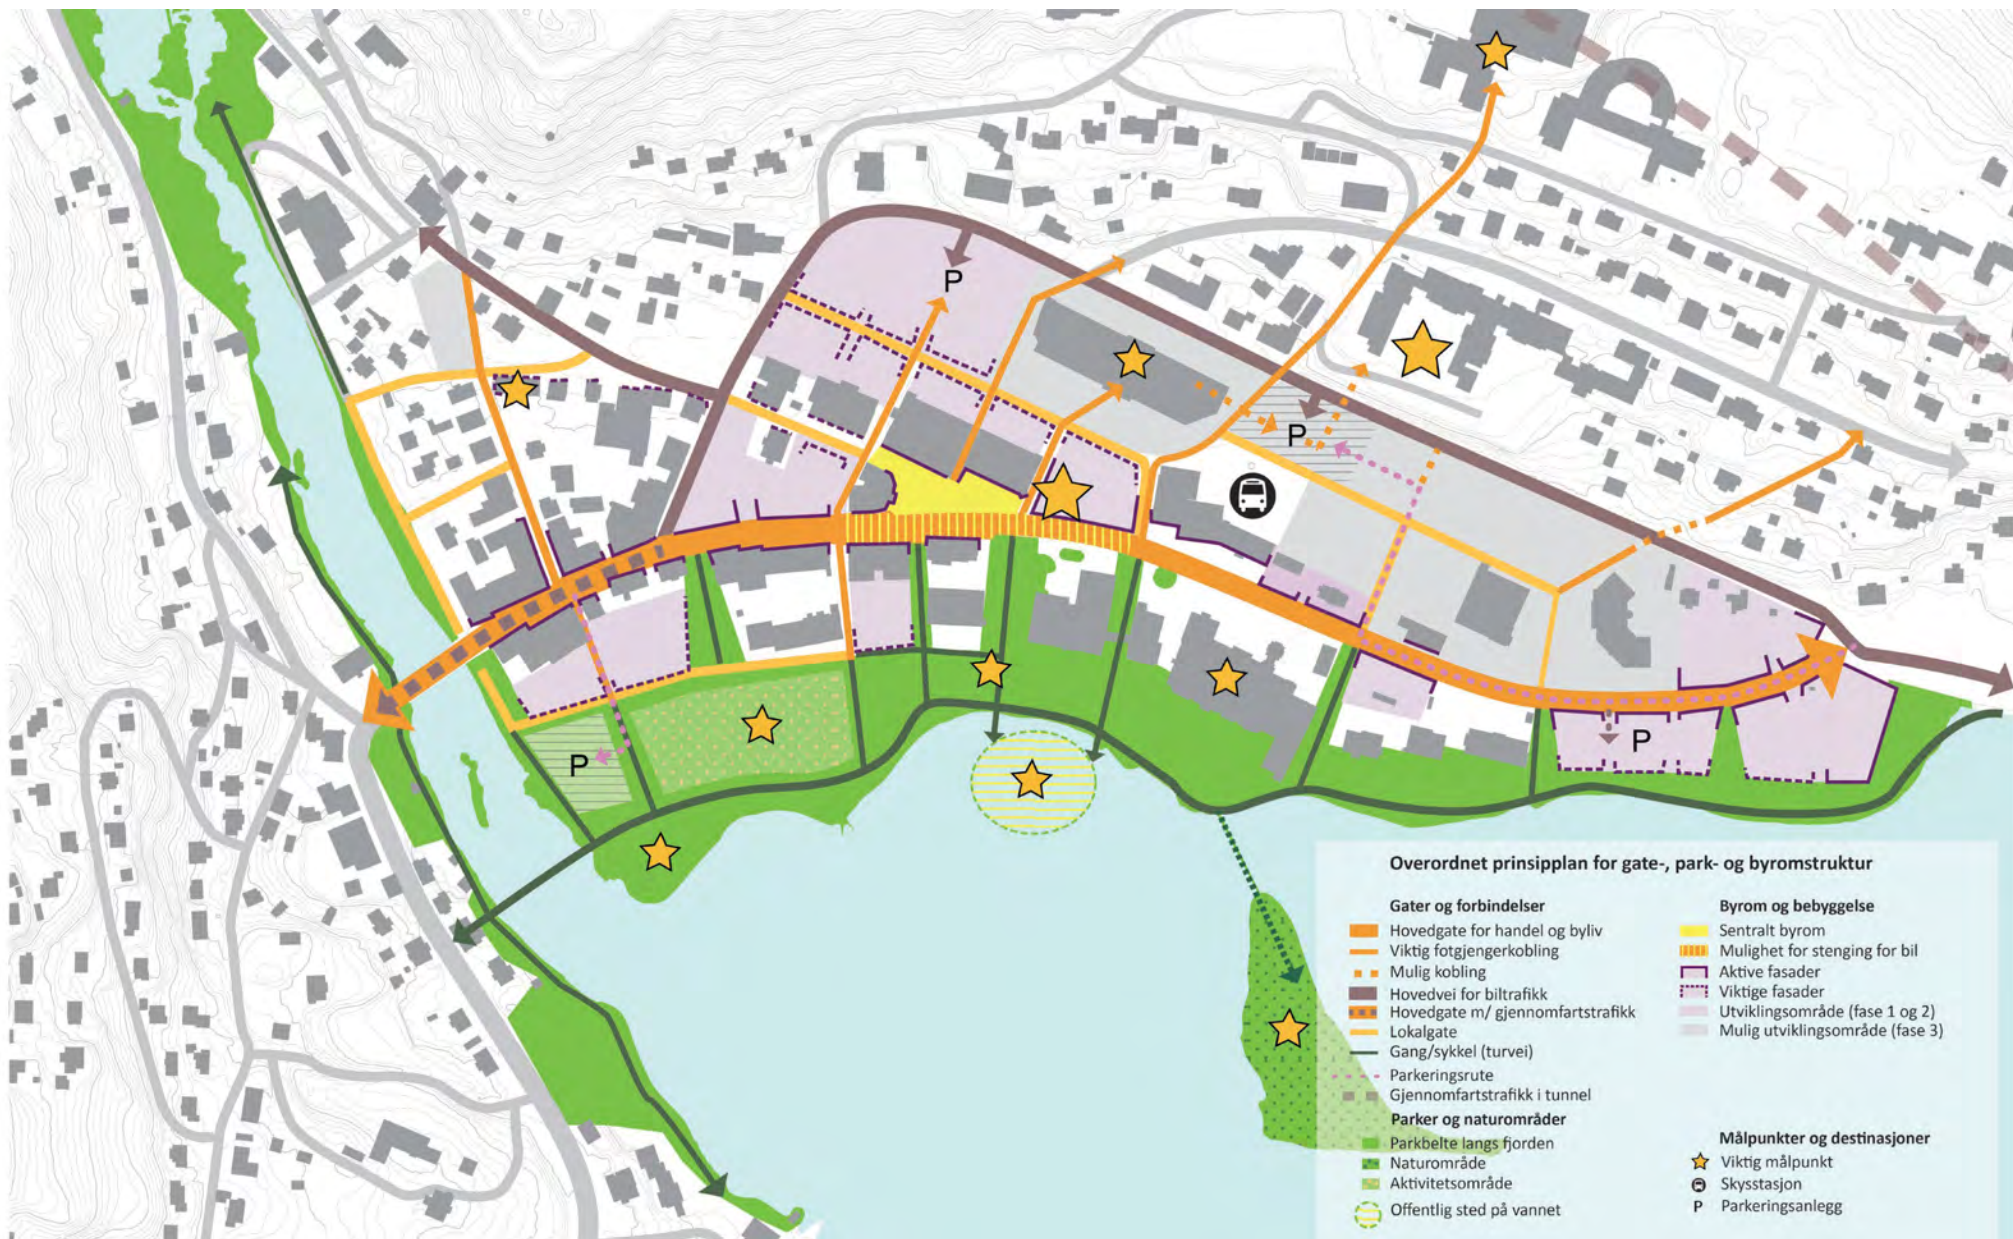 P
P
P
P
Overordnet prinsipplan for gate-, park- og byromstruktur
Gater og forbindelser
Hovedgate for handel og byliv
Viktig fotgjengerkobling
Mulig kobling
Hovedvei for biltrafikk
Hovedgate m/ gjennomfartstrafikk
Lokalgate
Gang/sykkel (turvei)
Parkeringsrute
Gjennomfartstrafikk i tunnel
Parker og naturområder
Parkbelte langs fjorden
Naturområde
Aktivitetsområde
Offentlig sted på vannet
Byrom og bebyggelse
Sentralt byrom
Mulighet for stenging for bil
Aktive fasader
Viktige fasader
Utviklingsområde (fase 1 og 2)
Mulig utviklingsområde (fase 3)
Målpunkter og destinasjoner
Viktig målpunkt
Skysstasjon
P Parkeringsanlegg